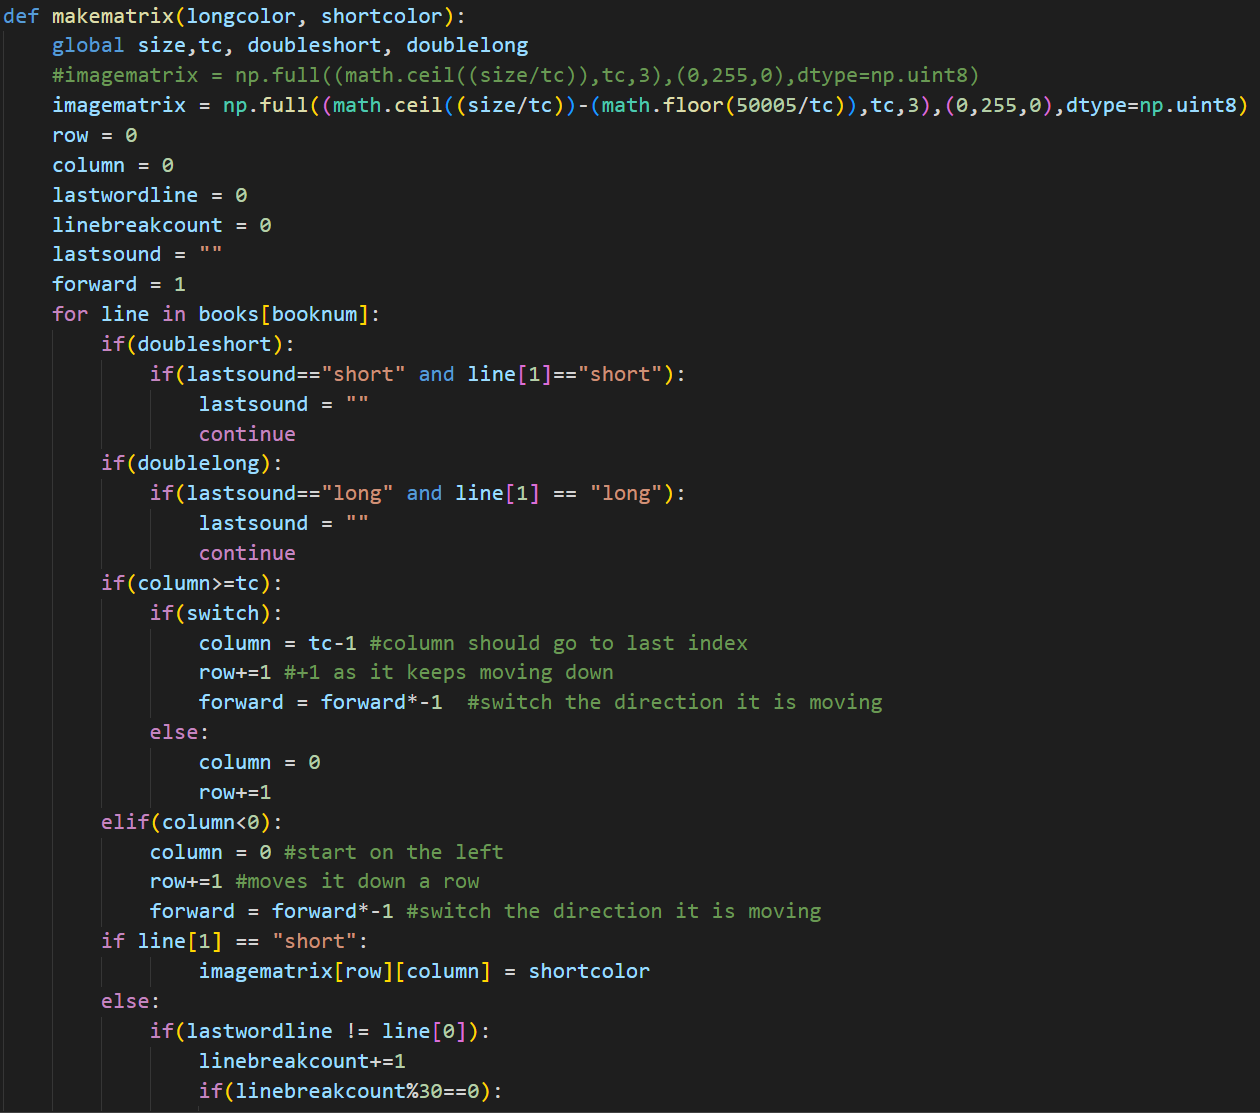 def makematrix(longcolor, shortcolor):
    global size,tc, doubleshort, doublelong
    #imagematrix = np.full((math.ceil((size/tc)),tc,3),(0,255,0),dtype=np.uint8)
    imagematrix = np.full((math.ceil((size/tc))-(math.floor(50005/tc)),tc,3),(0,255,0),dtype=np.uint8)
    row = 0
    column = 0
    lastwordline = 0
    linebreakcount = 0
    lastsound = ""
    forward = 1
    for line in books[booknum]:
        if(doubleshort):
            if(lastsound=="short" and line[1]=="short"):
                lastsound = ""
                continue
        if(doublelong):
            if(lastsound=="long" and line[1] == "long"):
                lastsound = ""
                continue
        if(column>=tc):
            if(switch):
                column = tc-1 #column should go to last index
                row+=1 #+1 as it keeps moving down
                forward = forward*-1  #switch the direction it is moving
            else:
                column = 0
                row+=1
        elif(column<0):
            column = 0 #start on the left
            row+=1 #moves it down a row
            forward = forward*-1 #switch the direction it is moving
        if line[1] == "short":
                imagematrix[row][column] = shortcolor
        else:
            if(lastwordline != line[0]):
                linebreakcount+=1
                if(linebreakcount%30==0):